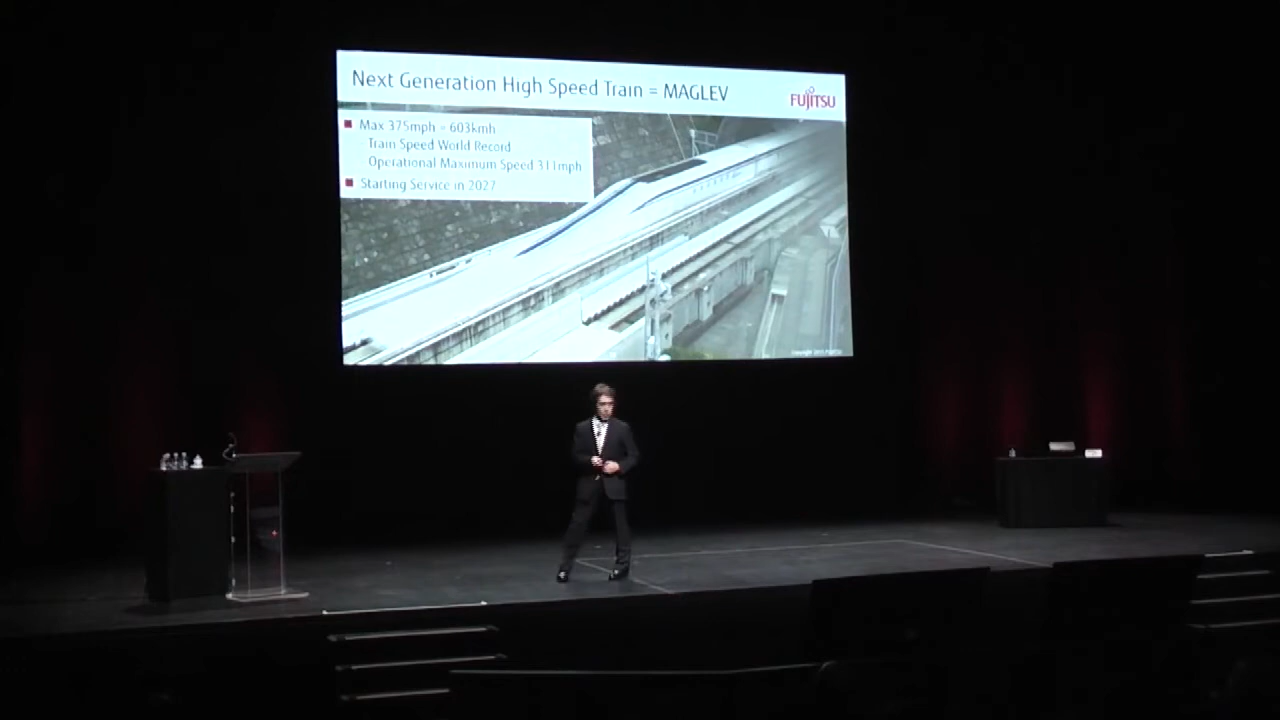 Next Generation High Speed Train = MAGLEV
FUJITSU
Max 375mph = 603kmh
Train Speed World Record
Operational Maximum Speed 311mph
Starting Service in 2027